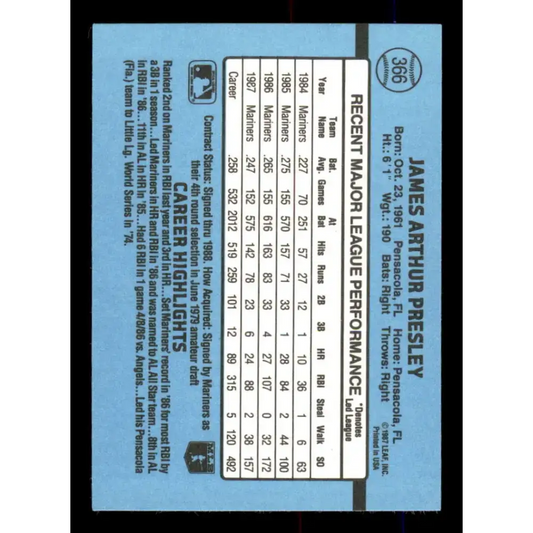 366
JAMES ARTHUR PRESLEY
Born: Oct. 23, 1961 Pensacola, FL Home: Pensacola, FL
Ht.: 6' 1" Wgt.: 190 Bats: Right Throws: Right
© 1987 LEAF, INC.
Printed in USA
RECENT MAJOR LEAGUE PERFORMANCE *Denotes Led League
Year Team Name Bat. Avg. Games At Bat Hits Runs 2B 3B HR RBI Steal Walk SO
1984 Mariners .227 70 251 57 27 12 1 10 36 1 6 63
1985 Mariners .275 155 570 157 71 33 1 28 84 2 44 100
1986 Mariners .265 155 616 163 83 33 4 27 107 0 32 172
1987 Mariners .247 152 575 142 78 23 6 24 88 2 38 157
Career .258 532 2012 519 259 101 12 89 315 5 120 492
Contract Status: Signed thru 1988. How Acquired: Signed by Mariners as
their 4th round selection in June 1979 amateur draft
CAREER HIGHLIGHTS
Ranked 2nd on Mariners in RBI last year and 3rd in HR...Set Mariners' record in '86 for most RBI by
a 3B in 1 season...Led Mariners in HR and RBI in '86 and was named to AL All Star team...8th in AL
in RBI in '86...11th in AL in HR in '85...Had 6 RBI in 1 game 4/8/86 vs. Angels...Led his Pensacola
(Fla.) team to Little Lg. World Series in '74.